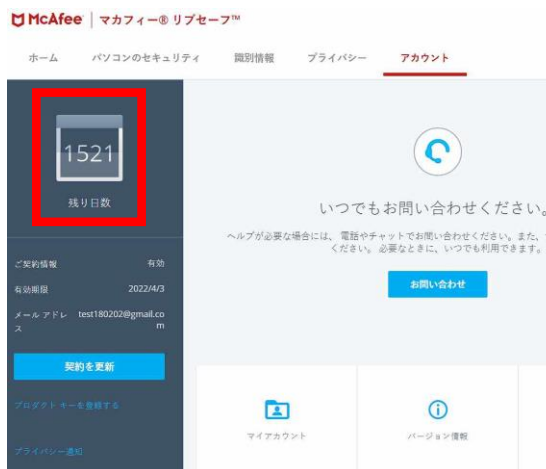 McAfee | マカフィー® リブセーフ™
ホーム パソコンのセキュリティ 識別情報 プライバシー アカウント
1521
残り日数
ご契約情報 有効
有効期限 2022/4/3
メール アドレ test180202@gmail.co
ス m
契約を更新
プロダクト キーを登録する
プライバシー通知
いつでもお問い合わせください。
ヘルプが必要な場合には、電話やチャットでお問い合わせください。また、
ください。 必要なときに、いつでも利用できます。
お問い合わせ
マイアカウント
バージョン情報